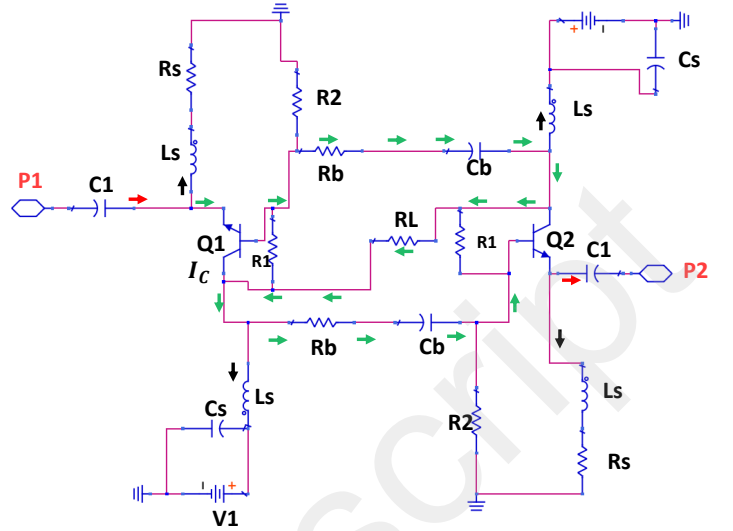 Rs
R2
+ −
Cs
Ls
Ls
Rb
Cb
P1
C1
RL
Q1
R1
R1
Q2
C1
P2
I_C
Rb
Cb
Cs
Ls
R2
Ls
Rs
− +
V1
script